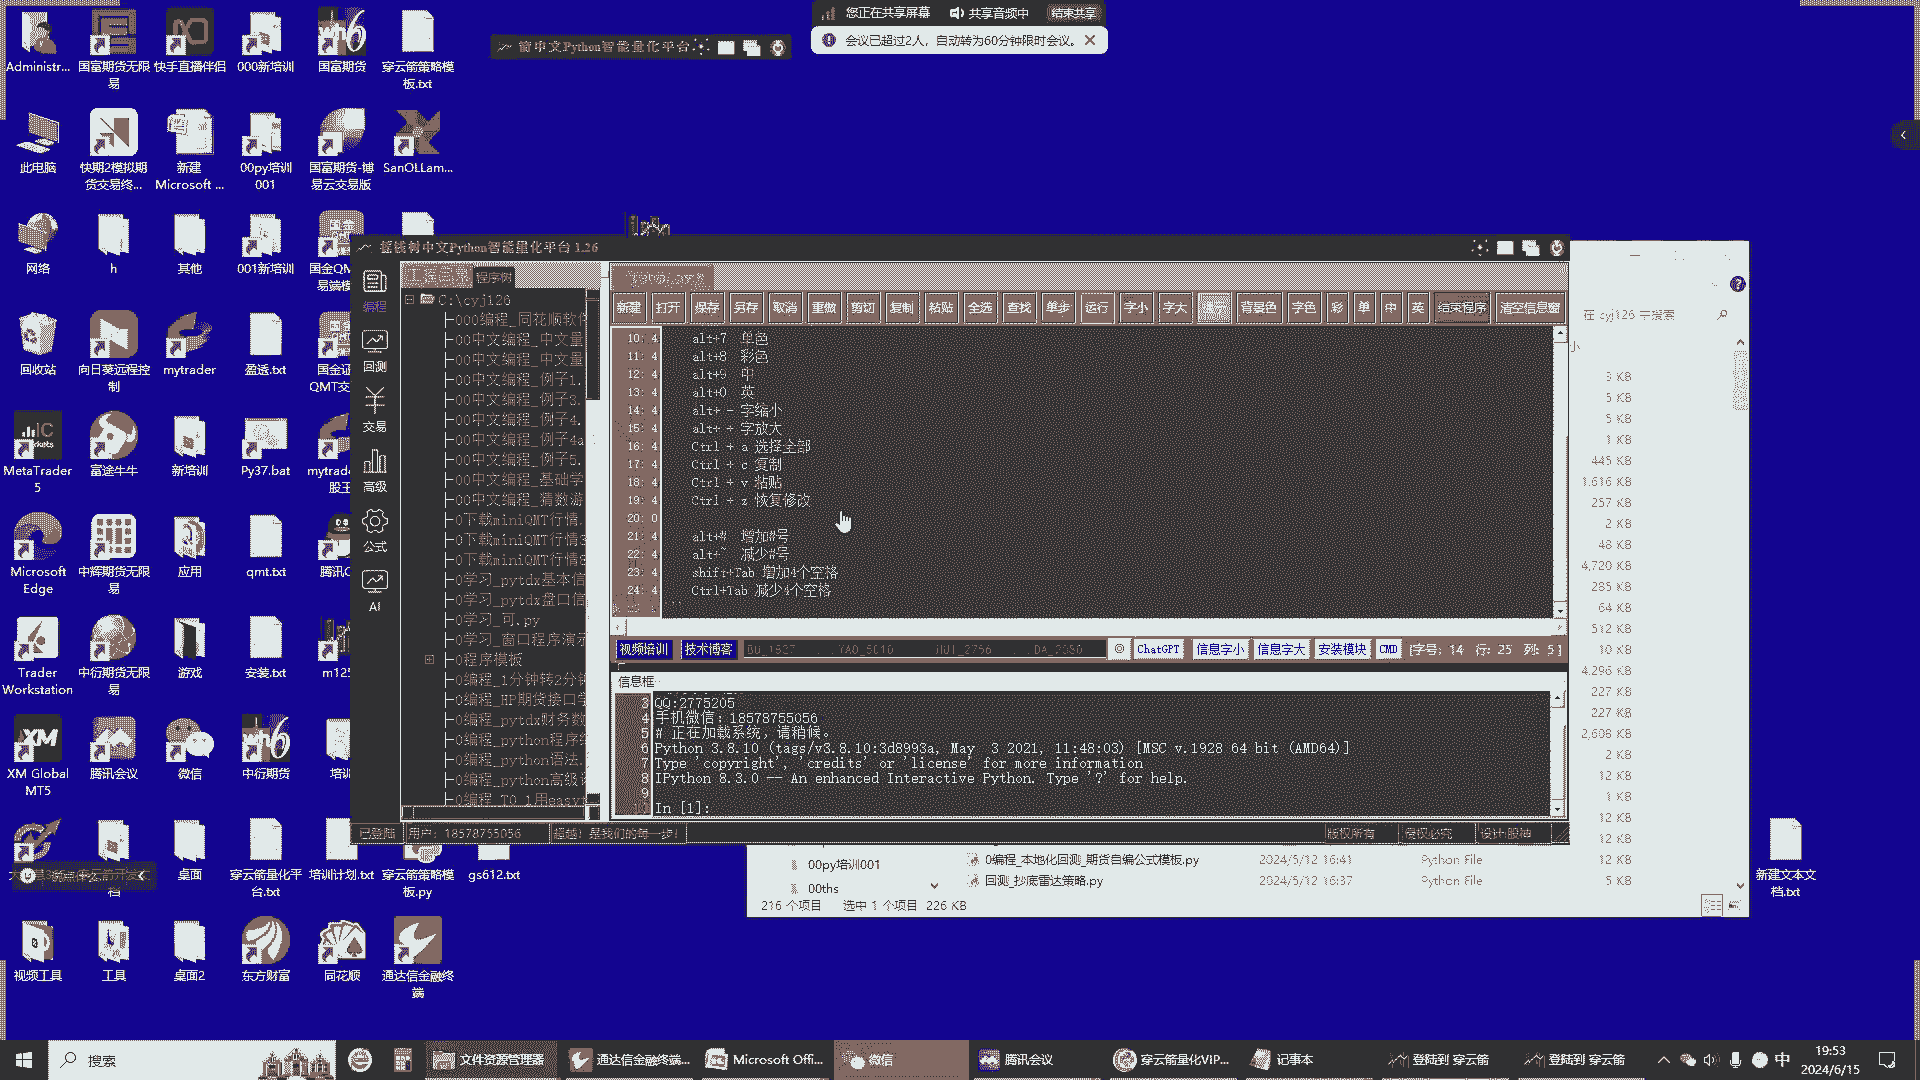 您正在共享屏幕
共享音频中
结束共享
会议已超过2人，自动转为60分钟限时会议。
箭中文Python智能量化平台
Administr...
国富期货无限易
快手直播伴侣
000新培训
国富期货
穿云箭策略模板.txt
此电脑
快期2模拟期货交易终...
新建 Microsoft ...
00py培训001
国富期货-博易云交易版
SanOLLam...
网络
h
其他
001新培训
国金QM
易端模
回收站
向日葵远程控制
mytrader
盈透.txt
国金证
QMT交
MetaTrader 5
富途牛牛
新培训
Py37.bat
mytrad
股王
Microsoft Edge
中辉期货无限易
应用
qmt.txt
腾讯Q
Trader Workstation
中衍期货无限易
游戏
安装.txt
m125
XM Global MT5
腾讯会议
微信
中衍期货
培训
档
桌面
穿云箭量化平台.txt
培训计划.txt
穿云箭策略模板.py
gs612.txt
视频工具
工具
桌面2
东方财富
同花顺
通达信金融终端
新建文本文档.txt
摇钱树中文Python智能量化平台 1.26
工程目录
程序树
编程
回测
交易
高级
公式
AI
C:\cyj126
000编程_同花顺软件
00中文编程_中文量
00中文编程_中文量
00中文编程_例子1.
00中文编程_例子3.
00中文编程_例子4.
00中文编程_例子4a
00中文编程_例子5.
00中文编程_基础学
00中文编程_猜数游
0下载miniQMT行情.
0下载miniQMT行情3
0下载miniQMT行情8
0学习_pytdx基本信
0学习_pytdx盘口信
0学习_可.py
0学习_窗口程序演示
0程序模板
0编程_1分钟转2分钟
0编程_HP期货接口学
0编程_pytdx财务数
0编程_python程序终
0编程_python语法.
0编程_python高级语
0编程_T0_1用easyt
新建 打开 保存 另存 取消 重做 剪切 复制 粘贴 全选 查找 单步 运行 字小 字大 背景色 字色 彩 单 中 英 结束程序 清空信息窗
10: 4 alt+7 单色
11: 4 alt+8 彩色
12: 4 alt+9 中
13: 4 alt+0 英
14: 4 alt+ - 字缩小
15: 4 alt+ + 字放大
16: 4 Ctrl + a 选择全部
17: 4 Ctrl + c 复制
18: 4 Ctrl + v 粘贴
19: 4 Ctrl + z 恢复修改
20: 0
21: 4 alt+# 增加#号
22: 4 alt+~ 减少#号
23: 4 shift+Tab 增加4个空格
24: 4 Ctrl+Tab 减少4个空格
视频培训 技术博客 ChatGPT 信息字小 信息字大 安装模块 CMD [字号: 14 行: 25 列: 5 ]
信息框
3 QQ:2775205
4 手机微信：18578755056
5 # 正在加载系统，请稍候。
6 Python 3.8.10 (tags/v3.8.10:3d8993a, May 3 2021, 11:48:03) [MSC v.1928 64 bit (AMD64)]
7 Type 'copyright', 'credits' or 'license' for more information
8 IPython 8.3.0 -- An enhanced Interactive Python. Type '?' for help.
9
In [1]:
已登陆 用户：18578755056 超越！是我们的每一步! 版权所有 侵权必究 设计:股神
在 cyj126 中搜索
小
3 KB
5 KB
5 KB
1 KB
445 KB
1,616 KB
257 KB
2 KB
48 KB
4,720 KB
285 KB
64 KB
512 KB
10 KB
4,296 KB
227 KB
227 KB
2,608 KB
2 KB
12 KB
1 KB
12 KB
12 KB
00py培训001
0编程_本地化回测_期货自编公式模板.py 2024/5/12 16:41 Python File 12 KB
00ths
回测_抄底雷达策略.py 2024/5/12 16:37 Python File 5 KB
216 个项目 选中 1 个项目 226 KB
搜索
文件资源管理器
通达信金融终端...
Microsoft Offi...
微信
腾讯会议
穿云箭量化VIP...
记事本
登陆到 穿云箭
登陆到 穿云箭
中
19:53
2024/6/15